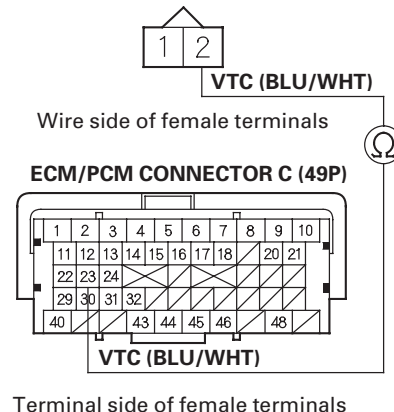 1 2
VTC (BLU/WHT)
Wire side of female terminals
Ω
ECM/PCM CONNECTOR C (49P)
1 2 3 4 5 6 7 8 9 10
11 12 13 14 15 16 17 18 20 21
22 23 24
29 30 31 32
40 43 44 45 46 48
VTC (BLU/WHT)
Terminal side of female terminals